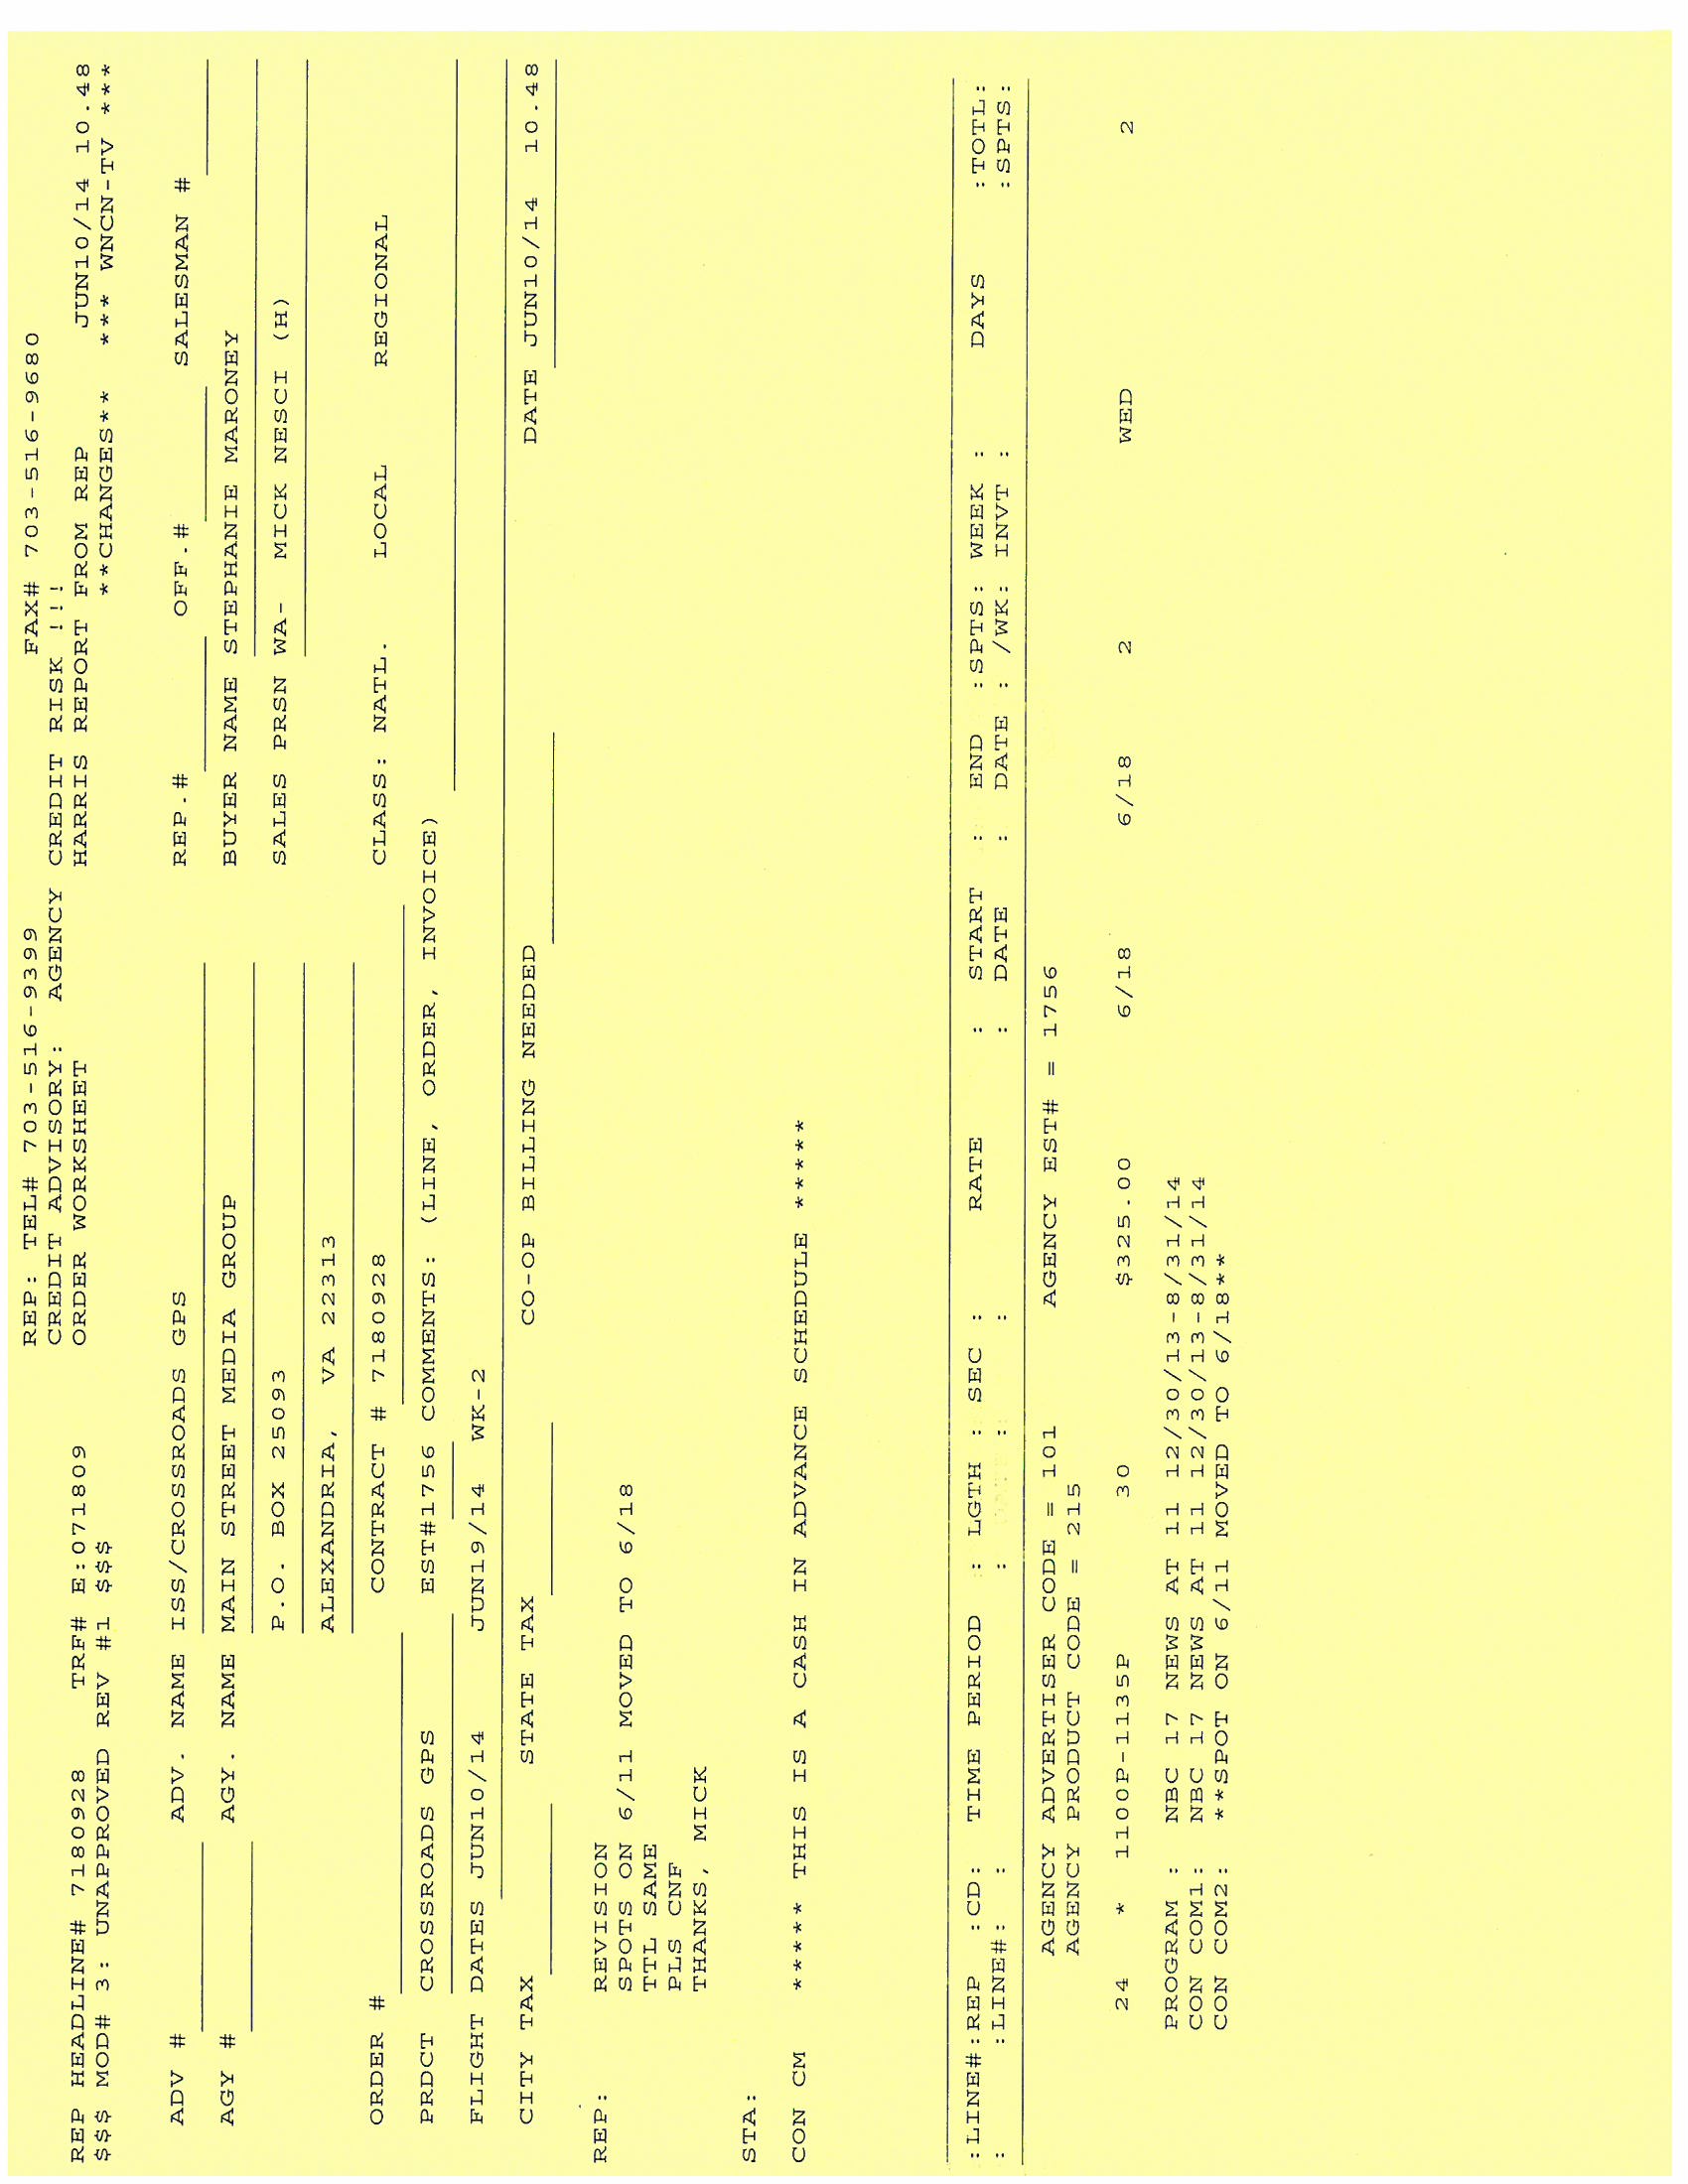 REP: TEL# 703-516-9399 FAX# 703-516-9680
CREDIT ADVISORY: AGENCY CREDIT RISK !!!
REP HEADLINE# 7180928 TRF# E:071809 ORDER WORKSHEET HARRIS REPORT FROM REP JUN10/14 10.48
$$$ MOD# 3: UNAPPROVED REV #1 $$$ **CHANGES** *** WNCN-TV ***
ADV # ADV. NAME ISS/CROSSROADS GPS REP.# OFF.# SALESMAN #
AGY # AGY. NAME MAIN STREET MEDIA GROUP BUYER NAME STEPHANIE MARONEY
P.O. BOX 25093 SALES PRSN WA- MICK NESCI (H)
ALEXANDRIA, VA 22313
ORDER # CONTRACT # 7180928 CLASS: NATL. LOCAL REGIONAL
PRDCT CROSSROADS GPS EST#1756 COMMENTS: (LINE, ORDER, INVOICE)
FLIGHT DATES JUN10/14 JUN19/14 WK-2
CITY TAX STATE TAX CO-OP BILLING NEEDED DATE JUN10/14 10.48
REP: REVISION
SPOTS ON 6/11 MOVED TO 6/18
TTL SAME
PLS CNF
THANKS, MICK
STA:
CON CM ***** THIS IS A CASH IN ADVANCE SCHEDULE *****
:LINE#:REP :CD: TIME PERIOD : LGTH : SEC : RATE : START : END :SPTS: WEEK : DAYS :TOTL:
: :LINE#: : : : : DATE : DATE : /WK: INVT : :SPTS:
AGENCY ADVERTISER CODE = 101 AGENCY EST# = 1756
AGENCY PRODUCT CODE = 215
24 * 1100P-1135P 30 $325.00 6/18 6/18 2 WED 2
PROGRAM : NBC 17 NEWS AT 11 12/30/13-8/31/14
CON COM1: NBC 17 NEWS AT 11 12/30/13-8/31/14
CON COM2: **SPOT ON 6/11 MOVED TO 6/18**